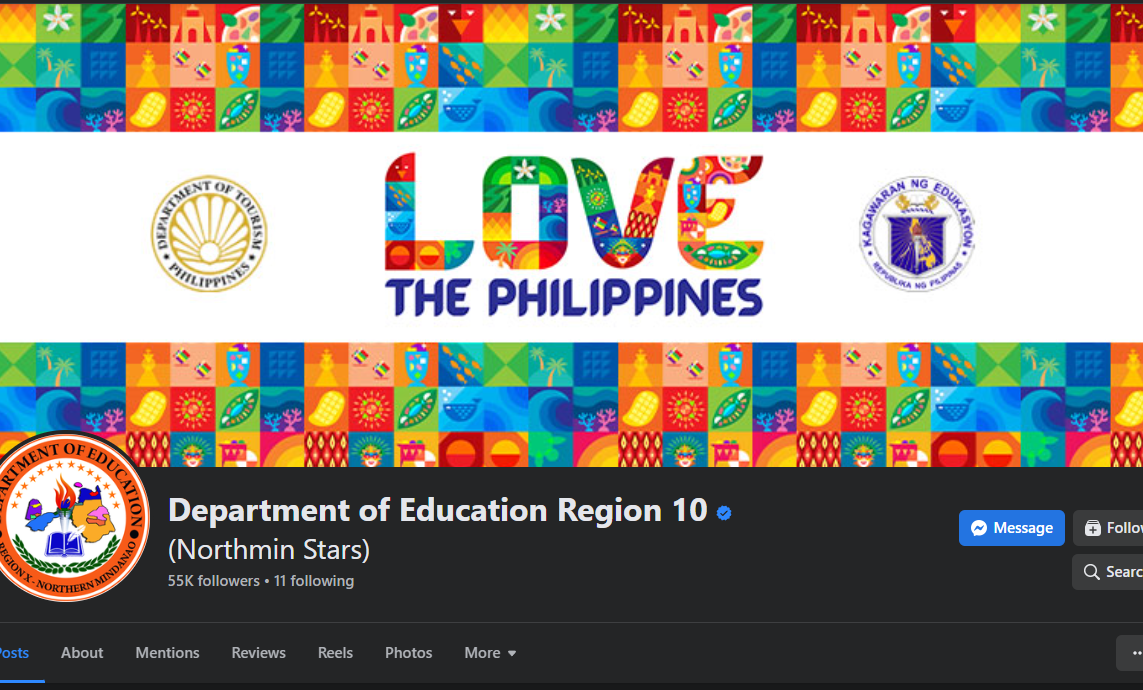 DEPARTMENT OF TOURISM
PHILIPPINES
LOVE
THE PHILIPPINES
KAGAWARAN NG EDUKASYON
REPUBLIKA NG PILIPINAS
DEPARTMENT OF EDUCATION
REGION X - NORTHERN MINDANAO
Department of Education Region 10
(Northmin Stars)
55K followers • 11 following
Message
Follow
Searc
Posts
About
Mentions
Reviews
Reels
Photos
More